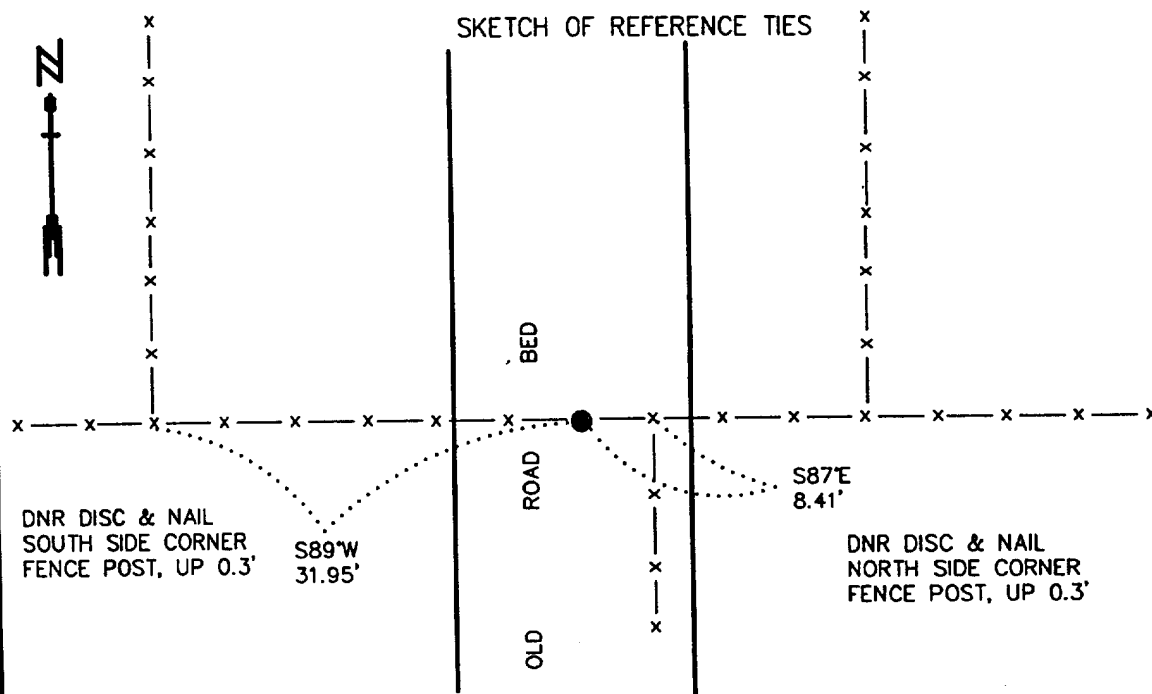 SKETCH OF REFERENCE TIES
N
BED
ROAD
OLD
S87°E
8.41'
DNR DISC & NAIL
SOUTH SIDE CORNER
FENCE POST, UP 0.3'
S89°W
31.95'
DNR DISC & NAIL
NORTH SIDE CORNER
FENCE POST, UP 0.3'